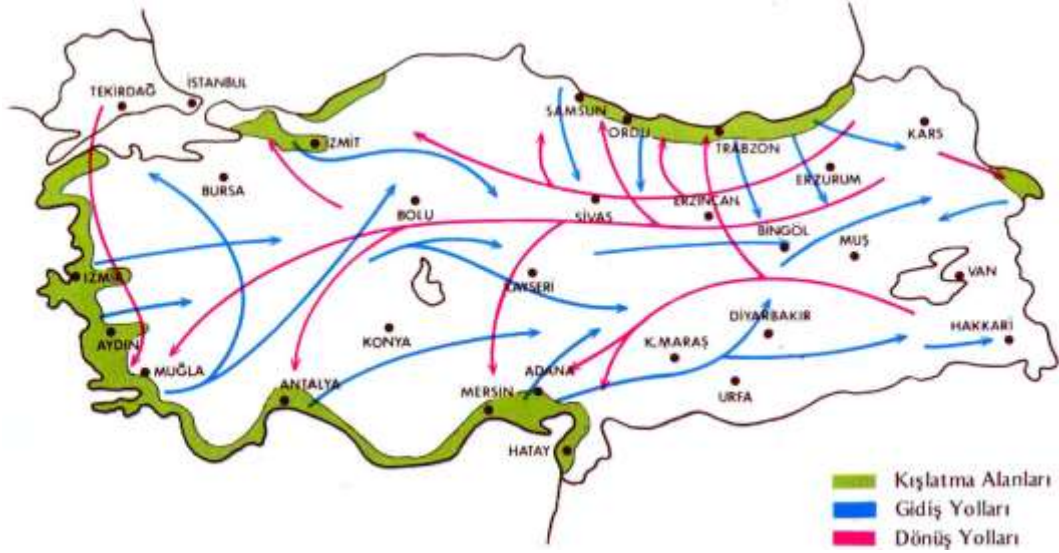 İSTANBUL
TEKİRDAĞ
SAMSUN
ORDU
TRABZON
KARS
İZMİT
BURSA
ERZURUM
BOLU
SİVAS
ERZİNCAN
BİNGÖL
MUŞ
İZMİR
KAYSERİ
VAN
AYDIN
KONYA
DİYARBAKIR
HAKKARİ
K.MARAŞ
MUĞLA
ANTALYA
MERSİN
ADANA
URFA
HATAY
Kışlatma Alanları
Gidiş Yolları
Dönüş Yolları